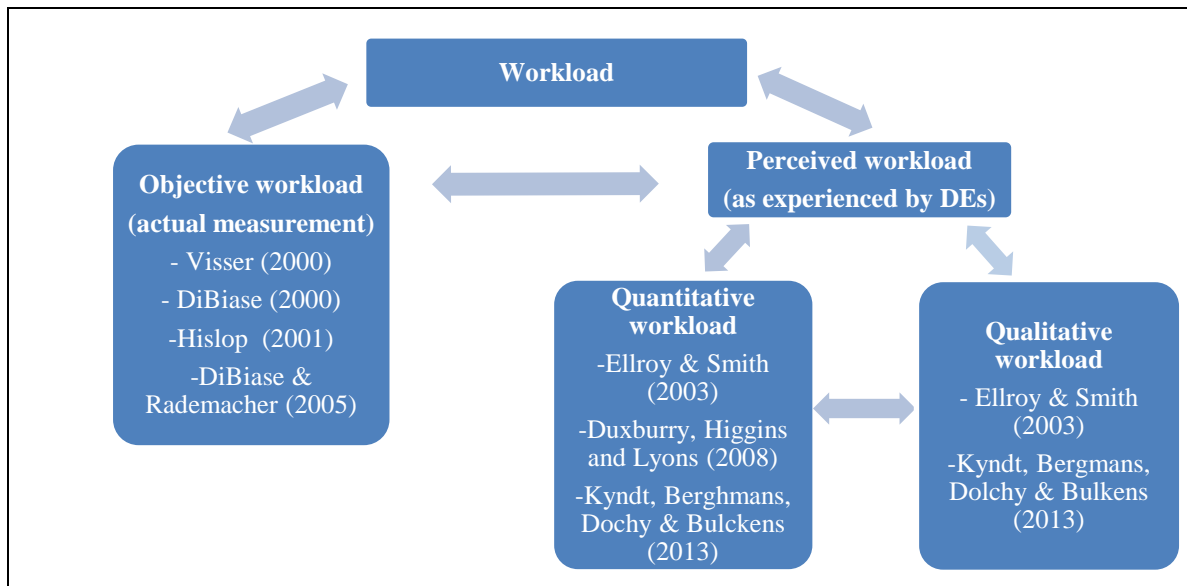 Workload
Objective workload
(actual measurement)
- Visser (2000)
- DiBiase (2000)
-Hislop (2001)
-DiBiase &
Rademacher (2005)
Perceived workload
(as experienced by DEs)
Quantitative
workload
-Ellroy & Smith
(2003)
-Duxburry, Higgins
and Lyons (2008)
-Kyndt, Berghmans,
Dochy & Bulckens
(2013)
Qualitative
workload
- Ellroy & Smith
(2003)
-Kyndt, Bergmans,
Dolchy & Bulkens
(2013)